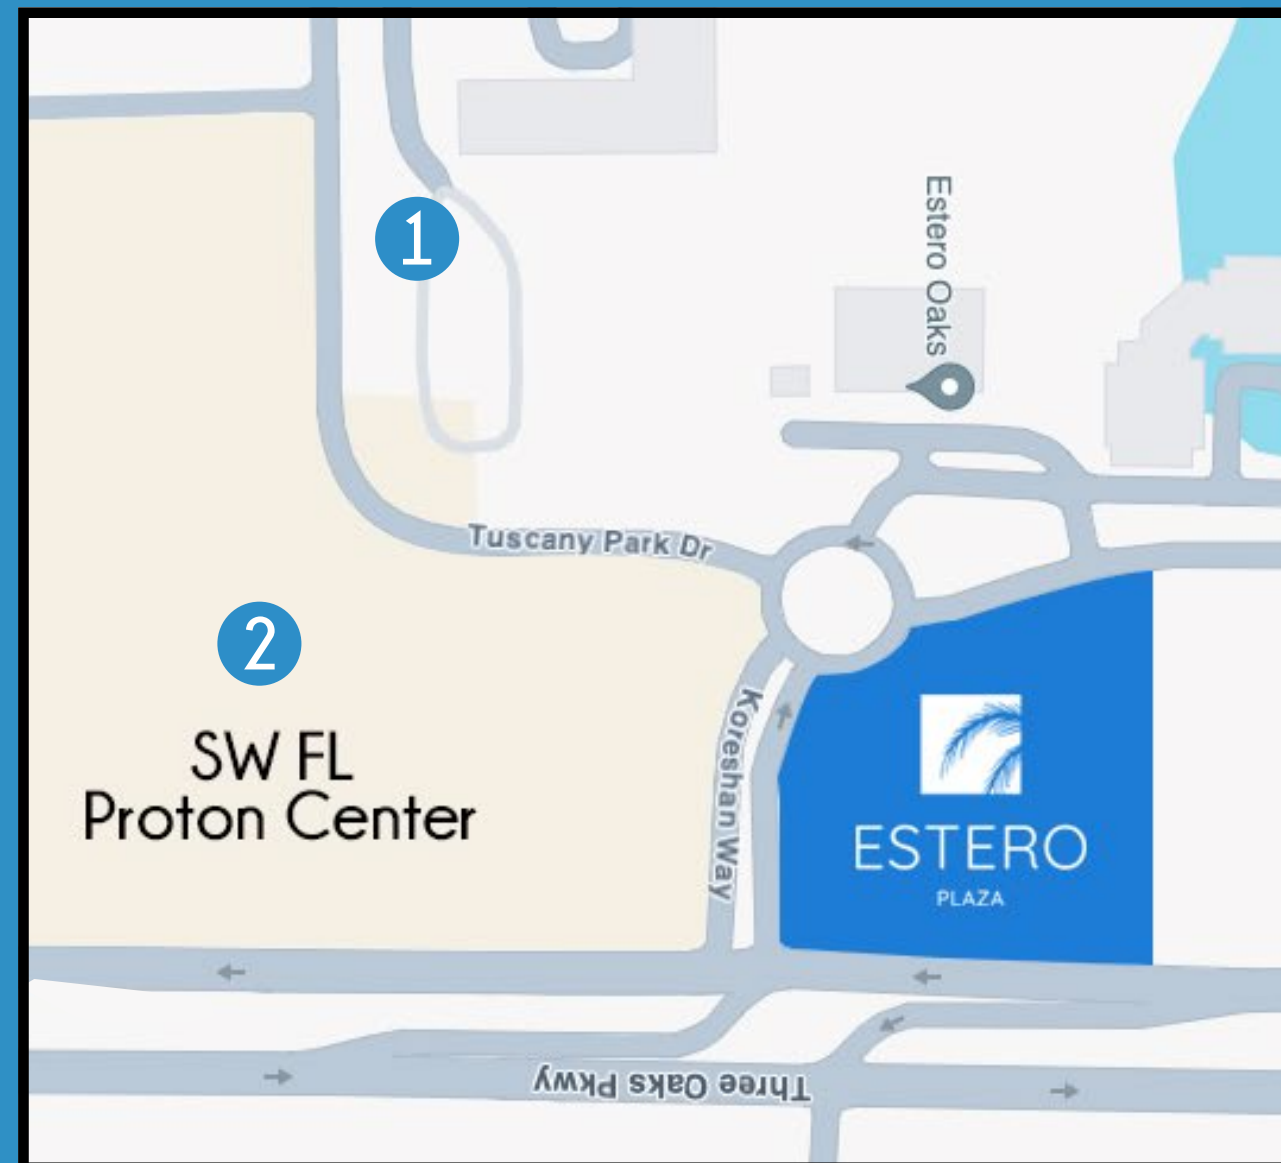 1
Estero Oaks
Tuscany Park Dr
2
SW FL
Proton Center
Koreshan Way
ESTERO
PLAZA
Three Oaks Pkwy